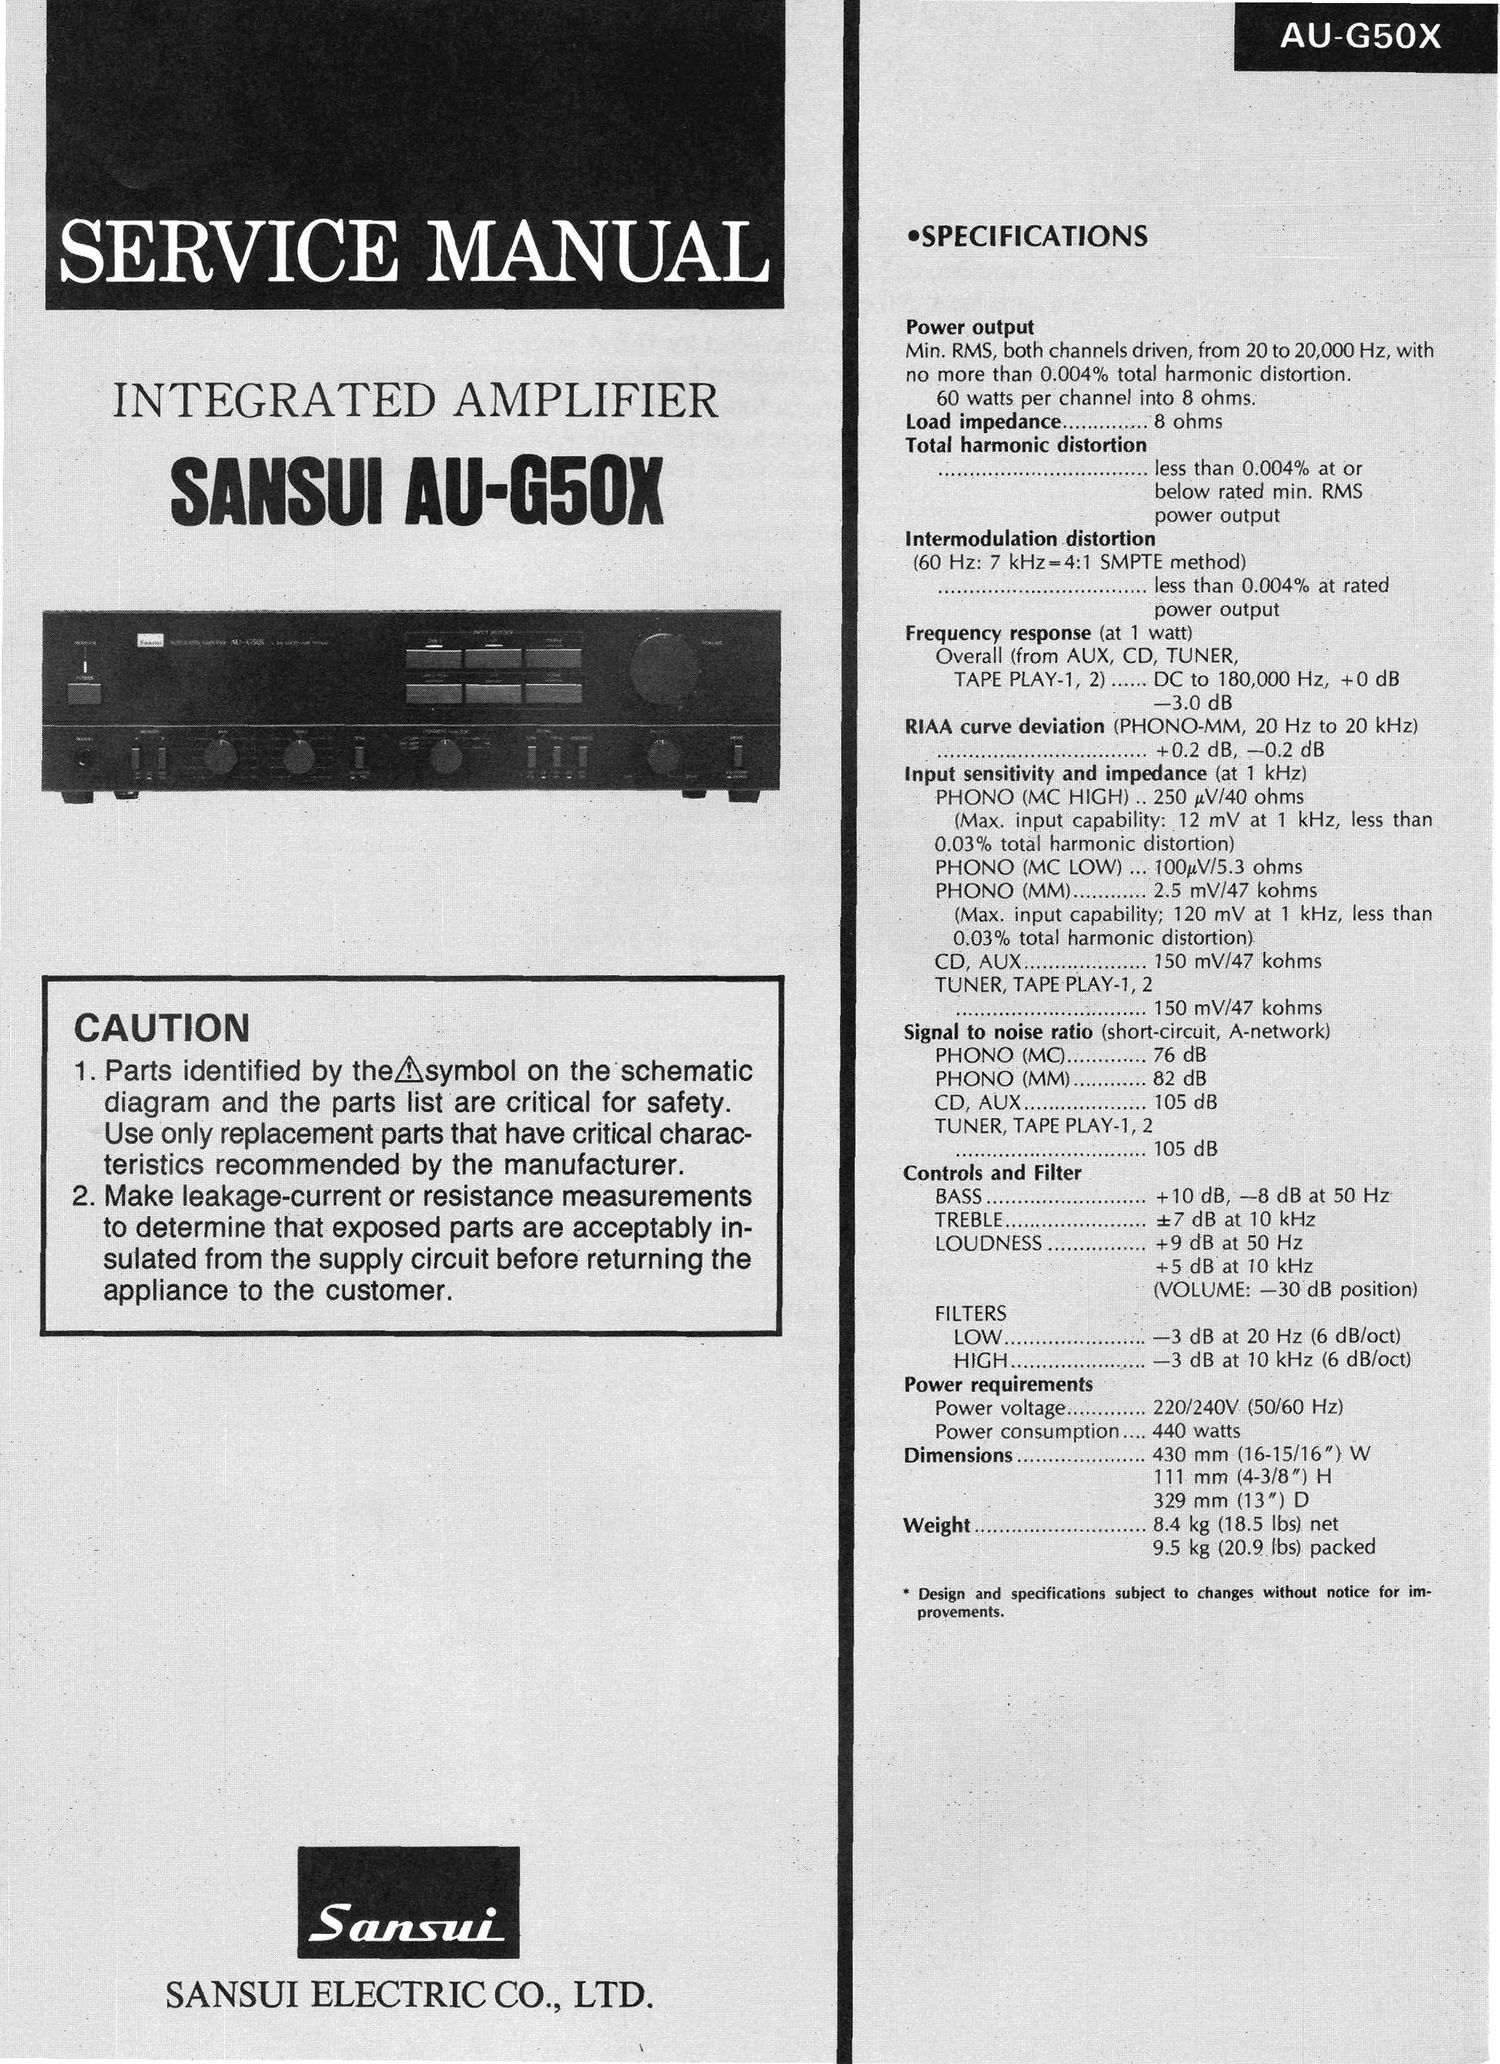 AU-G50X
SERVICE MANUAL
INTEGRATED AMPLIFIER
SANSUI AU-G50X
Sansui
AU-G50X
CAUTION
1. Parts identified by the⚠symbol on the schematic
diagram and the parts list are critical for safety.
Use only replacement parts that have critical charac-
teristics recommended by the manufacturer.
2. Make leakage-current or resistance measurements
to determine that exposed parts are acceptably in-
sulated from the supply circuit before returning the
appliance to the customer.
Sansui
SANSUI ELECTRIC CO., LTD.
•SPECIFICATIONS
Power output
Min. RMS, both channels driven, from 20 to 20,000 Hz, with
no more than 0.004% total harmonic distortion.
60 watts per channel into 8 ohms.
Load impedance.............. 8 ohms
Total harmonic distortion
.................................. less than 0.004% at or
below rated min. RMS
power output
Intermodulation distortion
(60 Hz: 7 kHz=4:1 SMPTE method)
.................................. less than 0.004% at rated
power output
Frequency response (at 1 watt)
Overall (from AUX, CD, TUNER,
TAPE PLAY-1, 2) ...... DC to 180,000 Hz, +0 dB
—3.0 dB
RIAA curve deviation (PHONO-MM, 20 Hz to 20 kHz)
.................................. +0.2 dB, —0.2 dB
Input sensitivity and impedance (at 1 kHz)
PHONO (MC HIGH) .. 250 µV/40 ohms
(Max. input capability: 12 mV at 1 kHz, less than
0.03% total harmonic distortion)
PHONO (MC LOW) ... 100µV/5.3 ohms
PHONO (MM)............ 2.5 mV/47 kohms
(Max. input capability; 120 mV at 1 kHz, less than
0.03% total harmonic distortion)
CD, AUX.................... 150 mV/47 kohms
TUNER, TAPE PLAY-1, 2
............................... 150 mV/47 kohms
Signal to noise ratio (short-circuit, A-network)
PHONO (MC)............. 76 dB
PHONO (MM)............ 82 dB
CD, AUX.................... 105 dB
TUNER, TAPE PLAY-1, 2
............................... 105 dB
Controls and Filter
BASS .......................... +10 dB, —8 dB at 50 Hz
TREBLE....................... ±7 dB at 10 kHz
LOUDNESS ................ +9 dB at 50 Hz
+5 dB at 10 kHz
(VOLUME: —30 dB position)
FILTERS
LOW....................... —3 dB at 20 Hz (6 dB/oct)
HIGH...................... —3 dB at 10 kHz (6 dB/oct)
Power requirements
Power voltage............. 220/240V (50/60 Hz)
Power consumption.... 440 watts
Dimensions ..................... 430 mm (16-15/16″) W
111 mm (4-3/8″) H
329 mm (13″) D
Weight ............................ 8.4 kg (18.5 lbs) net
9.5 kg (20.9 lbs) packed
* Design and specifications subject to changes without notice for im-
provements.